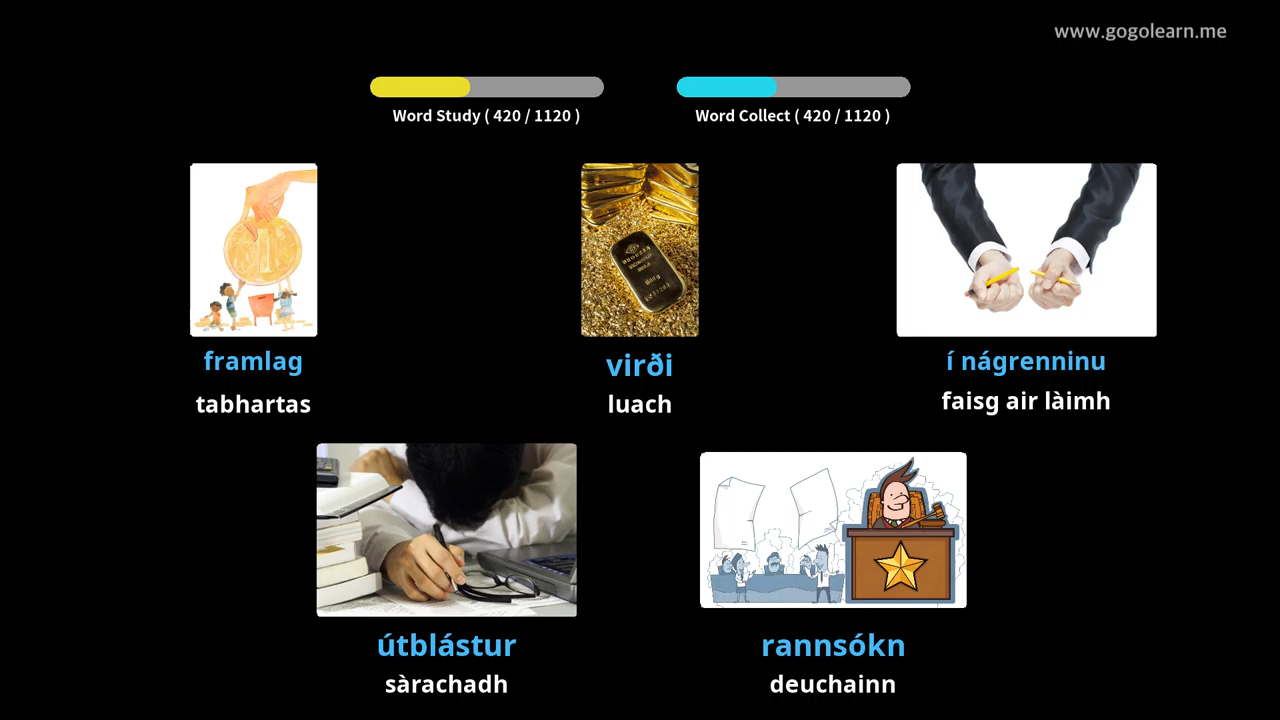 www.gogolearn.me
Word Study ( 420 / 1120 )
Word Collect ( 420 / 1120 )
framlag
tabhartas
virði
luach
í nágrenninu
faisg air làimh
útblástur
sàrachadh
rannsókn
deuchainn